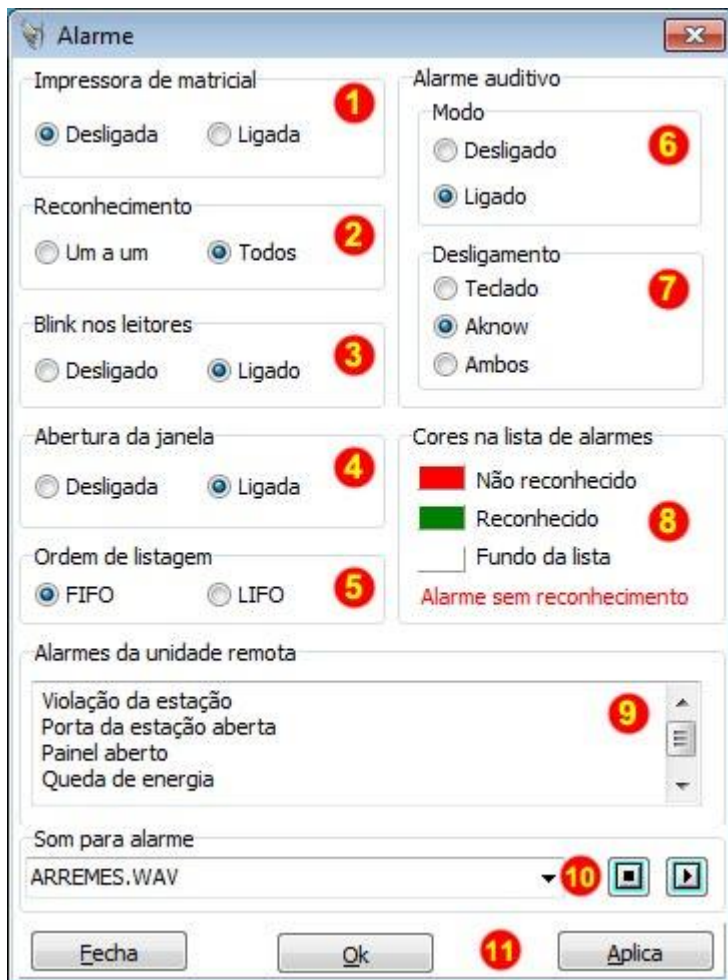 Alarme
Impressora de matricial
1
Desligada Ligada
Reconhecimento
2
Um a um Todos
Blink nos leitores
3
Desligado Ligado
Abertura da janela
4
Desligada Ligada
Ordem de listagem
5
FIFO LIFO
Alarme auditivo
Modo
6
Desligado
Ligado
Desligamento
7
Teclado
Aknow
Ambos
Cores na lista de alarmes
Não reconhecido
8
Reconhecido
Fundo da lista
Alarme sem reconhecimento
Alarmes da unidade remota
9
Violação da estação
Porta da estação aberta
Painel aberto
Queda de energia
Som para alarme
ARREMES.WAV 10
Fecha Ok 11 Aplica